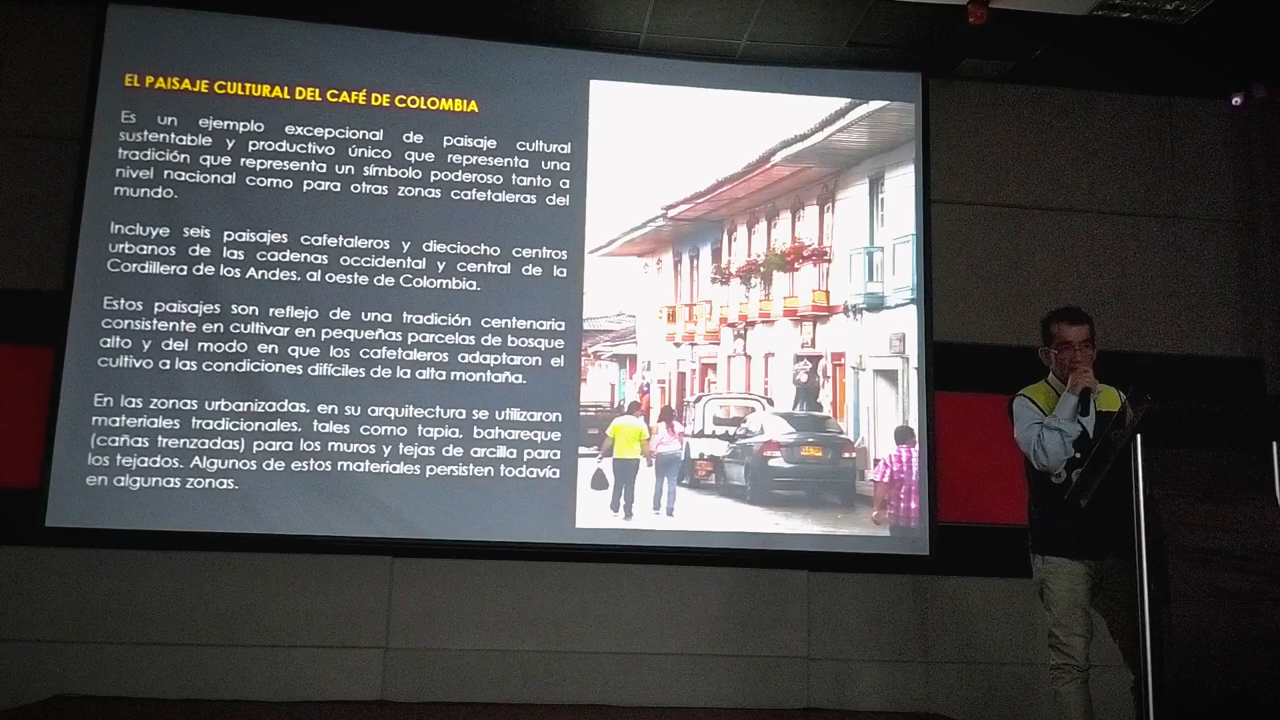 EL PAISAJE CULTURAL DEL CAFÉ DE COLOMBIA
Es un ejemplo excepcional de paisaje cultural
sustentable y productivo único que representa una
tradición que representa un símbolo poderoso tanto a
nivel nacional como para otras zonas cafetaleras del
mundo.
Incluye seis paisajes cafetaleros y dieciocho centros
urbanos de las cadenas occidental y central de la
Cordillera de los Andes, al oeste de Colombia.
Estos paisajes son reflejo de una tradición centenaria
consistente en cultivar en pequeñas parcelas de bosque
alto y del modo en que los cafetaleros adaptaron el
cultivo a las condiciones difíciles de la alta montaña.
En las zonas urbanizadas, en su arquitectura se utilizaron
materiales tradicionales, tales como tapia, bahareque
(cañas trenzadas) para los muros y tejas de arcilla para
los tejados. Algunos de estos materiales persisten todavía
en algunas zonas.